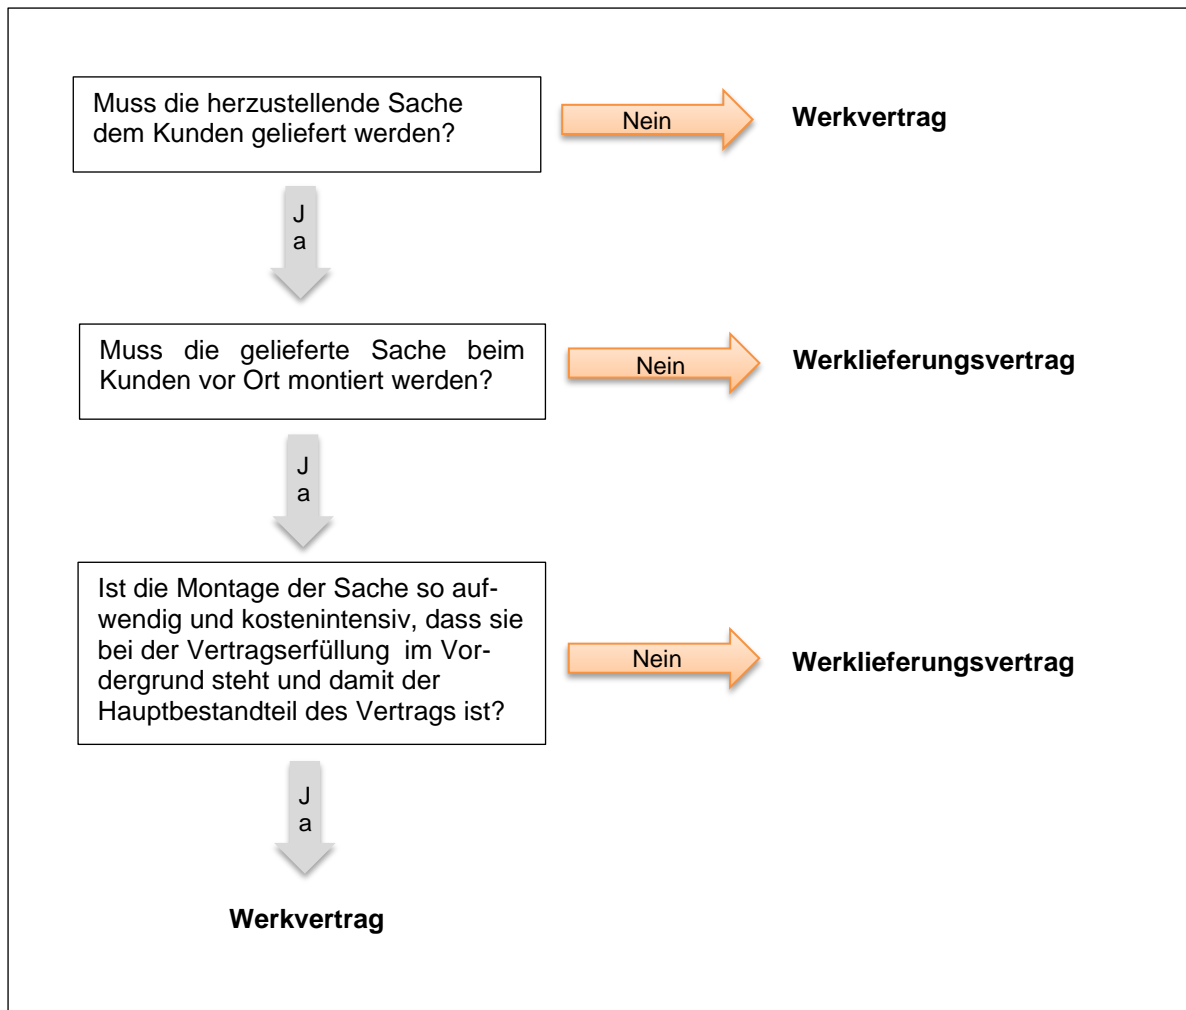 Muss die herzustellende Sache
dem Kunden geliefert werden?
Nein
Werkvertrag
J
a
Muss die gelieferte Sache beim
Kunden vor Ort montiert werden?
Nein
Werklieferungsvertrag
J
a
Ist die Montage der Sache so auf-
wendig und kostenintensiv, dass sie
bei der Vertragserfüllung im Vor-
dergrund steht und damit der
Hauptbestandteil des Vertrags ist?
Nein
Werklieferungsvertrag
J
a
Werkvertrag